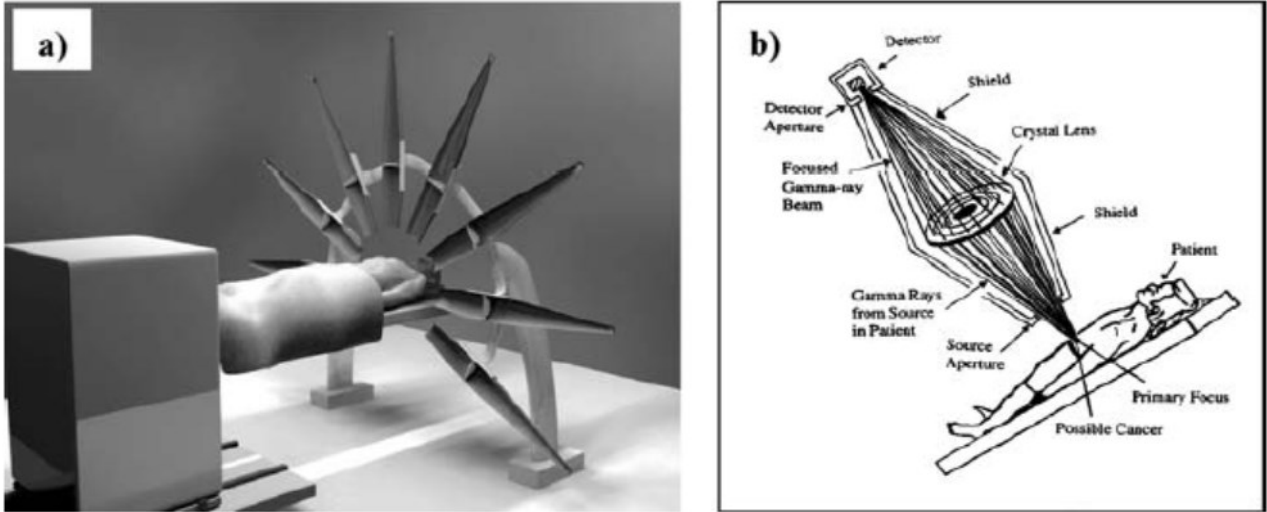 a)
b)
Detector
Shield
Detector
Aperture
Crystal Lens
Focused
Gamma-ray
Beam
Shield
Patient
Gamma Rays
from Source
in Patient
Source
Aperture
Primary Focus
Possible Cancer